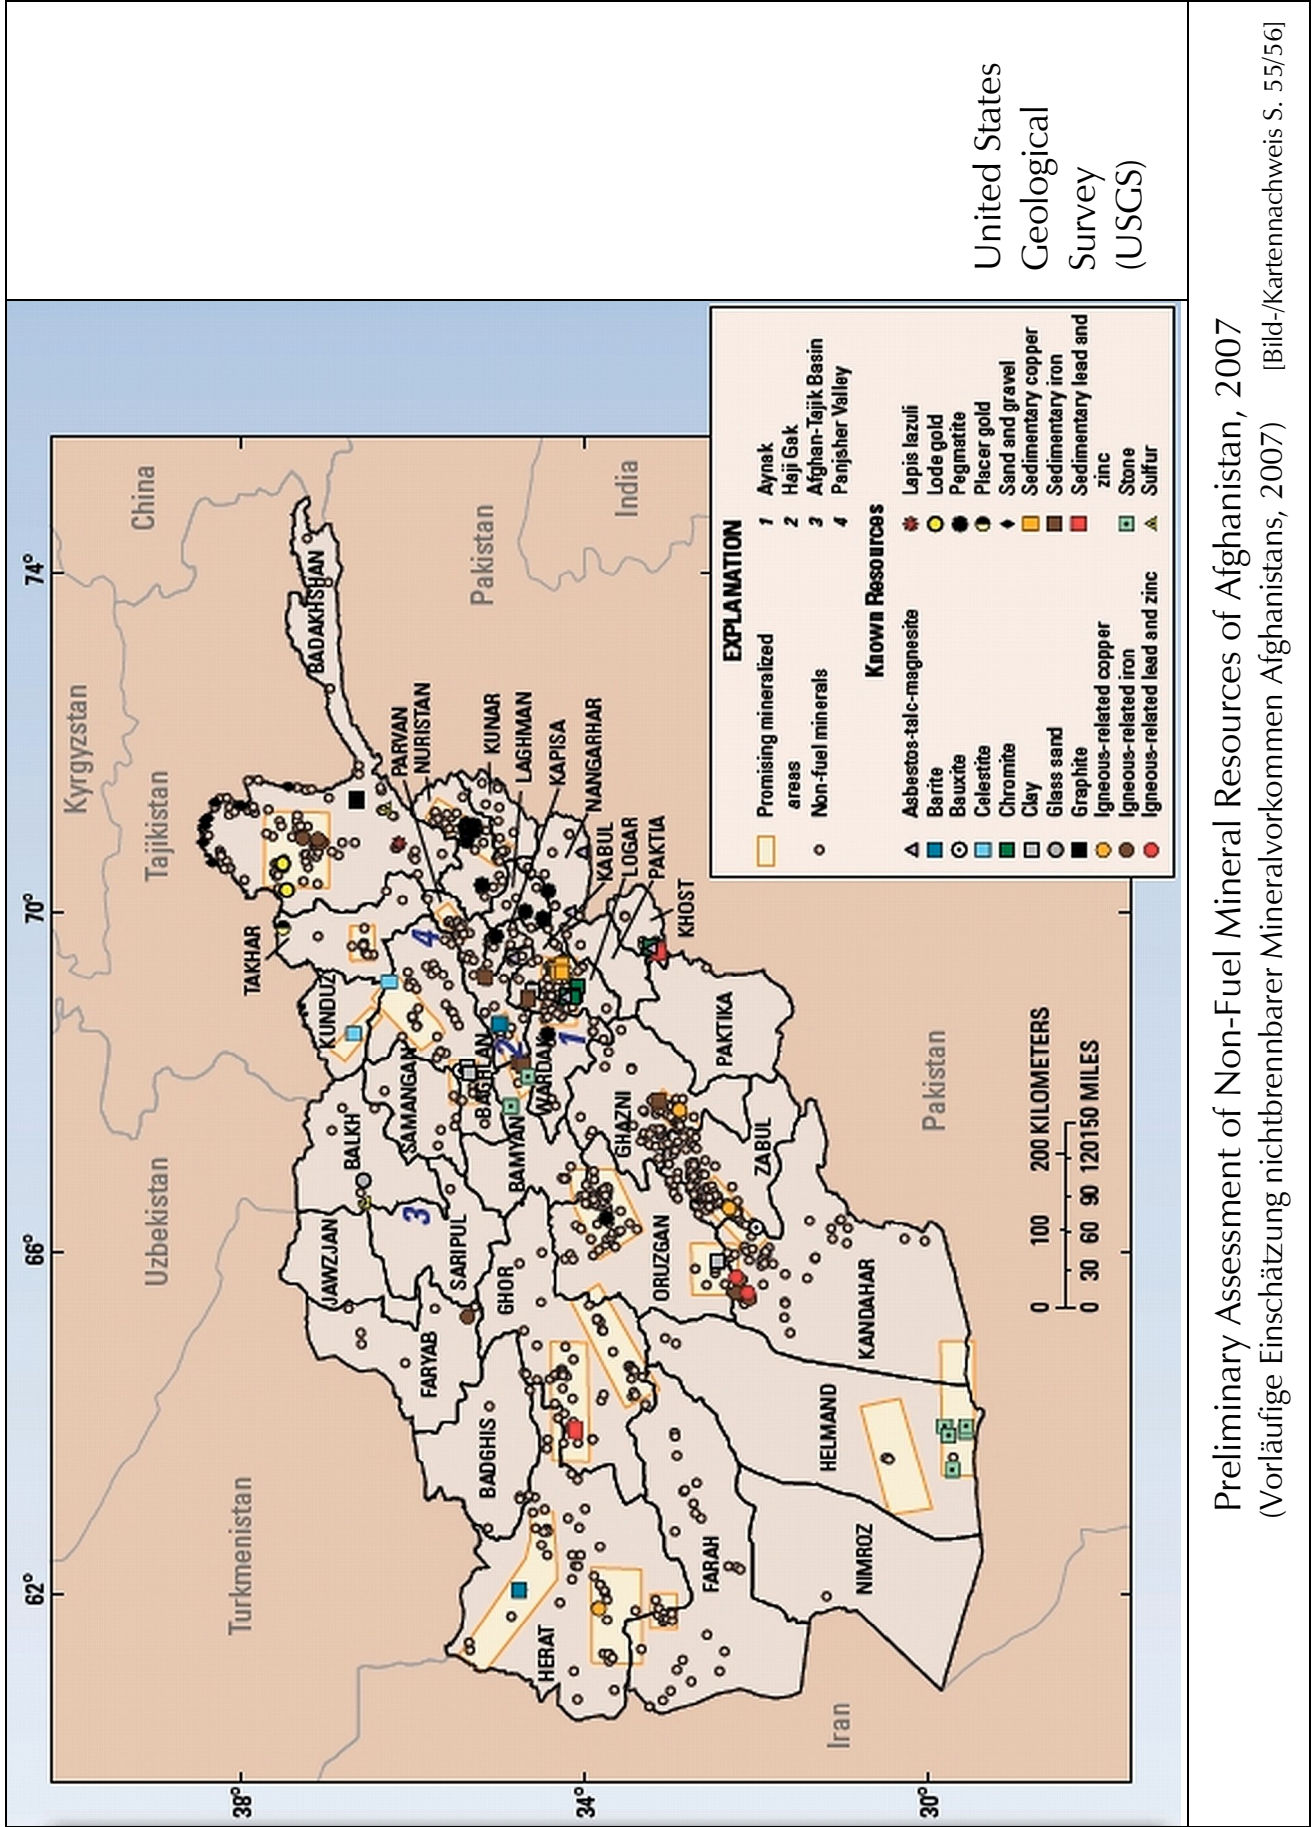 Preliminary Assessment of Non-Fuel Mineral Resources of Afghanistan, 2007
(Vorläufige Einschätzung nichtbrennbarer Mineralvorkommen Afghanistans, 2007)
[Bild-/Kartennachweis S. 55/56]
United States
Geological
Survey
(USGS)
62°
66°
70°
74°
38°
34°
30°
Turkmenistan
Uzbekistan
Tajikistan
Kyrgyzstan
China
Pakistan
India
Iran
Pakistan
TAKHAR
KUNDUZ
BALKH
JAWZJAN
SAMANGAN
SARIPUL
FARYAB
BADGHIS
HERAT
GHOR
BAMYAN
BAGHLAN
WARDAK
BADAKHSHAN
PARVAN
NURISTAN
KUNAR
LAGHMAN
KAPISA
NANGARHAR
KABUL
LOGAR
PAKTIA
KHOST
PAKTIKA
GHAZNI
ZABUL
ORUZGAN
KANDAHAR
HELMAND
FARAH
NIMROZ
1
2
3
4
0 100 200 KILOMETERS
0 30 60 90 120 150 MILES
EXPLANATION
Promising mineralized
areas
Non-fuel minerals
1 Aynak
2 Haji Gak
3 Afghan-Tajik Basin
4 Panjsher Valley
Known Resources
Asbestos-talc-magnesite
Barite
Bauxite
Celestite
Chromite
Clay
Glass sand
Graphite
Igneous-related copper
Igneous-related iron
Igneous-related lead and zinc
Lapis lazuli
Lode gold
Pegmatite
Placer gold
Sand and gravel
Sedimentary copper
Sedimentary iron
Sedimentary lead and
zinc
Stone
Sulfur